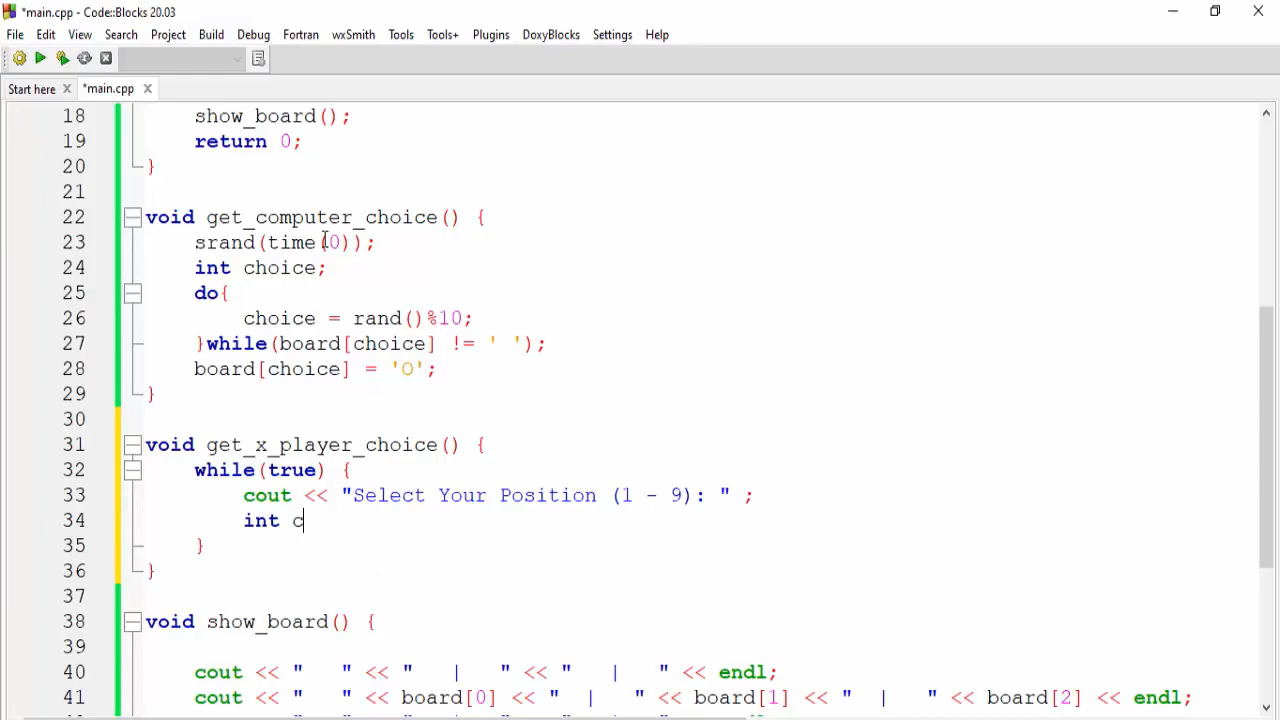 *main.cpp - Code::Blocks 20.03
File Edit View Search Project Build Debug Fortran wxSmith Tools Tools+ Plugins DoxyBlocks Settings Help
Start here *main.cpp
18 show_board();
19 return 0;
20 }
21
22 void get_computer_choice() {
23 srand(time(0));
24 int choice;
25 do{
26 choice = rand()%10;
27 }while(board[choice] != ' ');
28 board[choice] = 'O';
29 }
30
31 void get_x_player_choice() {
32 while(true) {
33 cout << "Select Your Position (1 - 9): " ;
34 int c
35 }
36 }
37
38 void show_board() {
39
40 cout << "   " << "   |   " << "   |   " << endl;
41 cout << "   " << board[0] << "  |   " << board[1] << "  |   " << board[2] << endl;